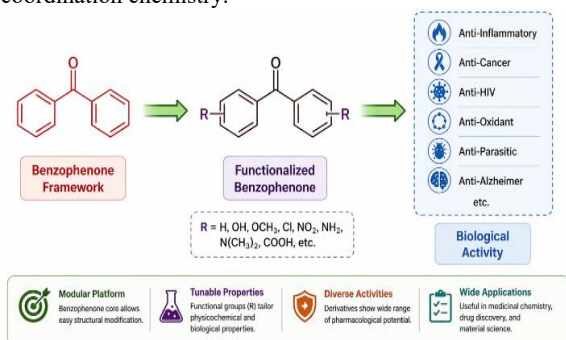 coordination chemistry.
O
Benzophenone
Framework
O
R
R
Functionalized
Benzophenone
R = H, OH, OCH₃, Cl, NO₂, NH₂,
N(CH₃)₂, COOH, etc.
Anti-Inflammatory
Anti-Cancer
Anti-HIV
Anti-Oxidant
Anti-Parasitic
Anti-Alzheimer
etc.
Biological
Activity
Modular Platform
Benzophenone core allows
easy structural modification.
Tunable Properties
Functional groups (R) tailor
physicochemical and
biological properties.
Diverse Activities
Derivatives show wide range
of pharmacological potential.
Wide Applications
Useful in medicinal chemistry,
drug discovery, and
material science.